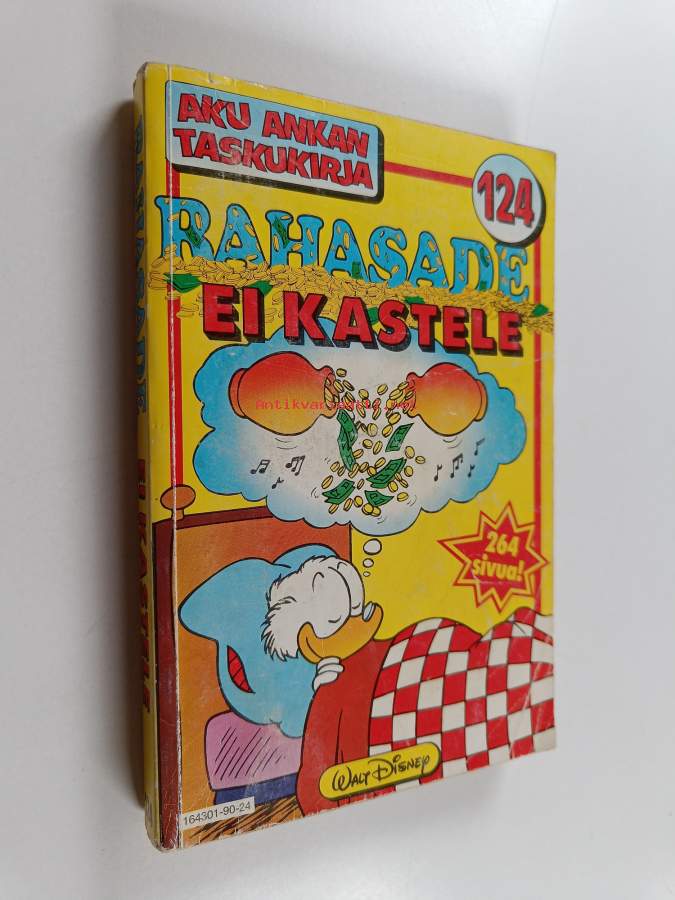 AKU ANKAN
TASKUKIRJA
124
RAHASADE
EI KASTELE
264
sivua!
WALT DISNEY
164301-90-24
RAHASADE EI KASTELE